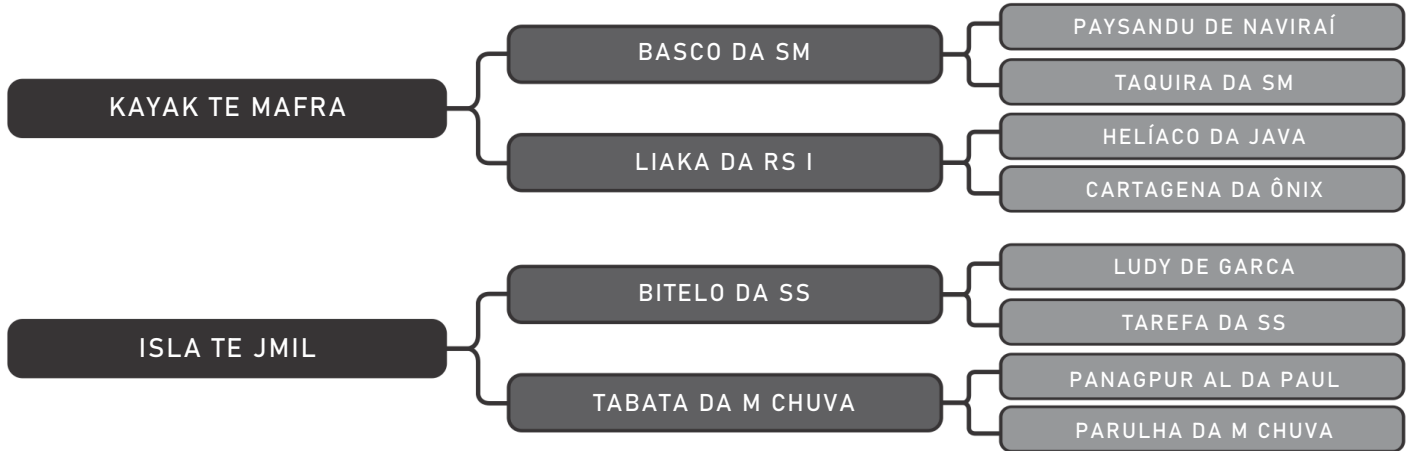 KAYAK TE MAFRA
BASCO DA SM
PAYSANDU DE NAVIRAÍ
TAQUIRA DA SM
LIAKA DA RS I
HELÍACO DA JAVA
CARTAGENA DA ÔNIX
ISLA TE JMIL
BITELO DA SS
LUDY DE GARCA
TAREFA DA SS
TABATA DA M CHUVA
PANAGPUR AL DA PAUL
PARULHA DA M CHUVA